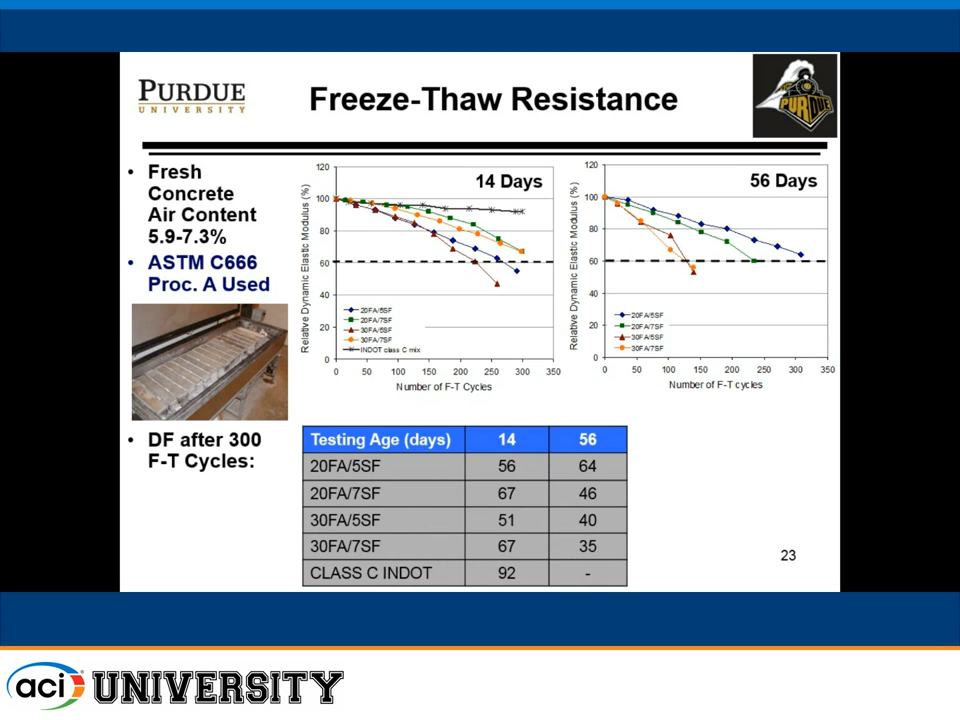 PURDUE
UNIVERSITY
Freeze-Thaw Resistance
PURDUE
• Fresh
Concrete
Air Content
5.9-7.3%
• ASTM C666
Proc. A Used
• DF after 300
F-T Cycles:
14 Days
Relative Dynamic Elastic Modulus (%)
120
100
80
60
40
20
0
20FA/5SF
20FA/7SF
30FA/5SF
30FA/7SF
INDOT class C mix
0 50 100 150 200 250 300 350
Number of F-T Cycles
56 Days
Relative Dynamic Elastic Modulus (%)
120
100
80
60
40
20
0
20FA/5SF
20FA/7SF
30FA/5SF
30FA/7SF
0 50 100 150 200 250 300 350
Number of F-T cycles
Testing Age (days) 14 56
20FA/5SF 56 64
20FA/7SF 67 46
30FA/5SF 51 40
30FA/7SF 67 35
CLASS C INDOT 92 -
23
aci UNIVERSITY